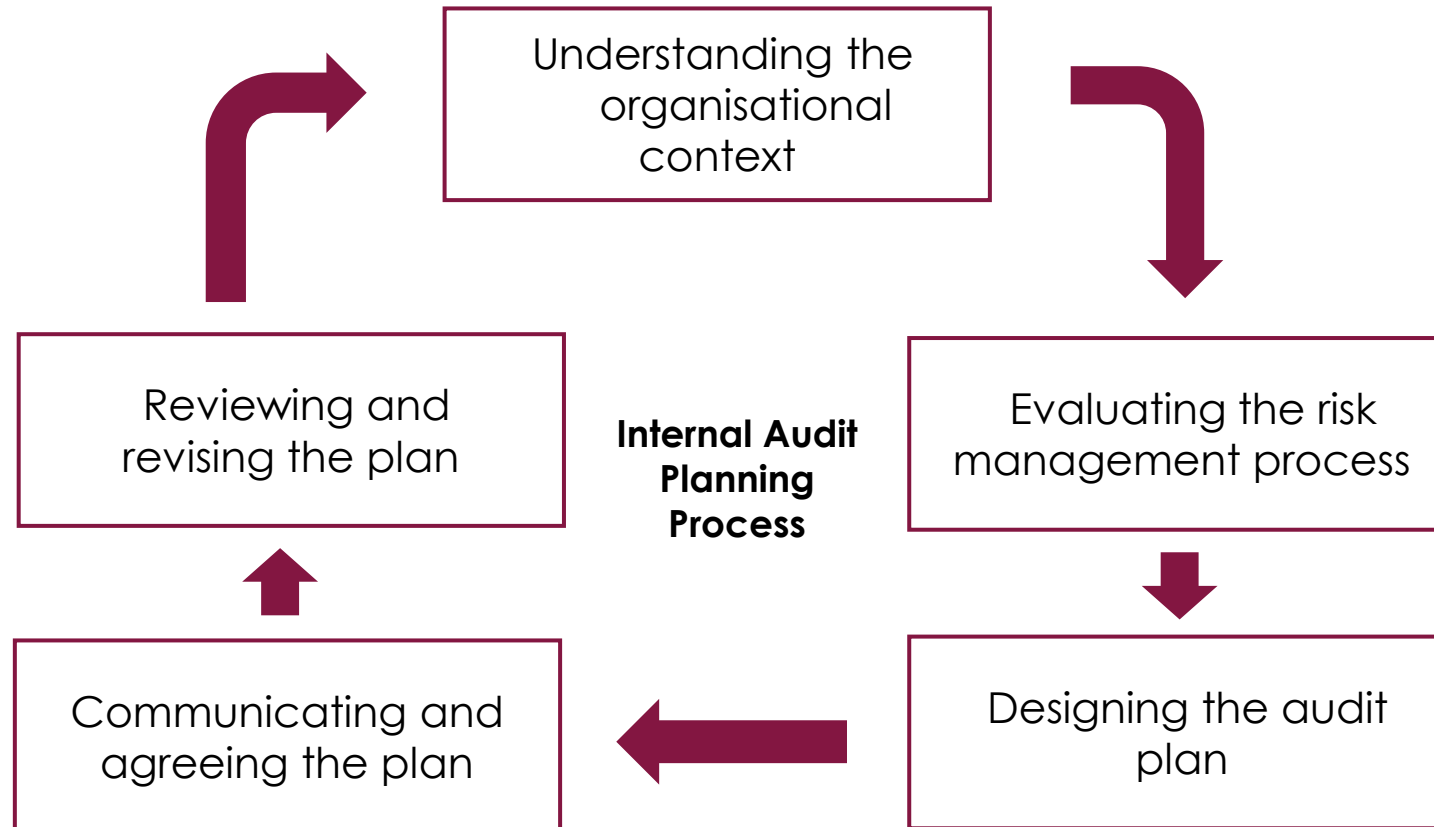 Understanding the
organisational
context
Evaluating the risk
management process
Designing the audit
plan
Communicating and
agreeing the plan
Reviewing and
revising the plan
Internal Audit
Planning
Process